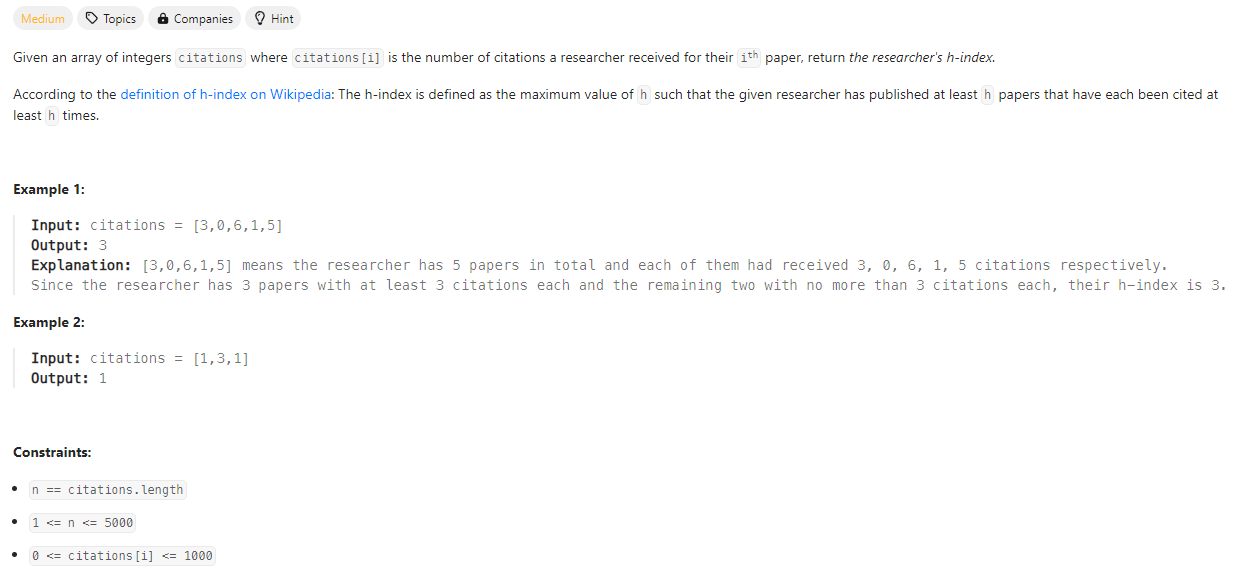 Medium Topics Companies Hint
Given an array of integers citations where citations[i] is the number of citations a researcher received for their ith paper, return the researcher's h-index.
According to the definition of h-index on Wikipedia: The h-index is defined as the maximum value of h such that the given researcher has published at least h papers that have each been cited at
least h times.
Example 1:
Input: citations = [3,0,6,1,5]
Output: 3
Explanation: [3,0,6,1,5] means the researcher has 5 papers in total and each of them had received 3, 0, 6, 1, 5 citations respectively.
Since the researcher has 3 papers with at least 3 citations each and the remaining two with no more than 3 citations each, their h-index is 3.
Example 2:
Input: citations = [1,3,1]
Output: 1
Constraints:
• n == citations.length
• 1 <= n <= 5000
• 0 <= citations[i] <= 1000